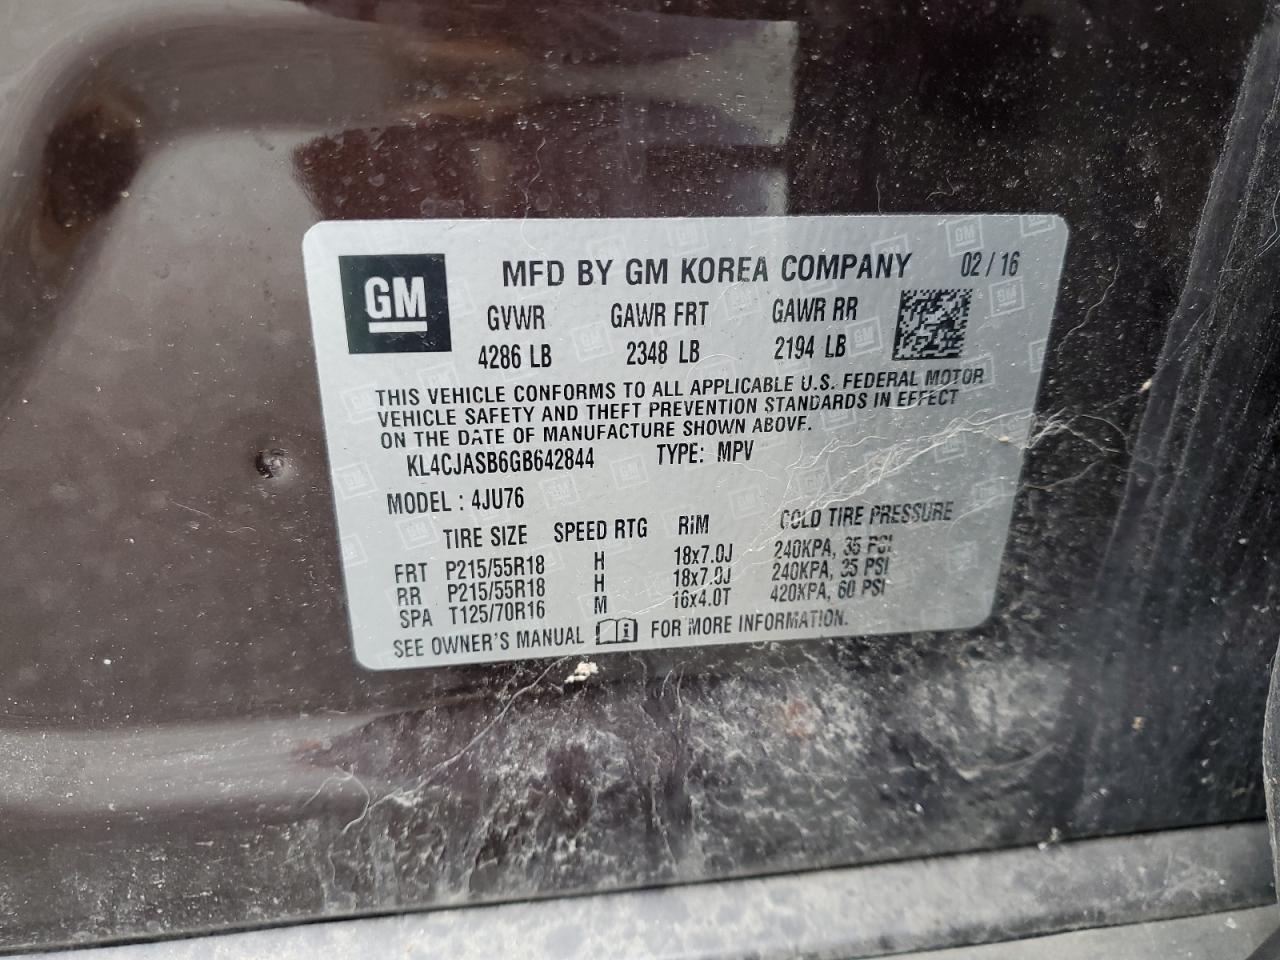 GM
MFD BY GM KOREA COMPANY 02 / 16
GVWR GAWR FRT GAWR RR
4286 LB 2348 LB 2194 LB
THIS VEHICLE CONFORMS TO ALL APPLICABLE U.S. FEDERAL MOTOR
VEHICLE SAFETY AND THEFT PREVENTION STANDARDS IN EFFECT
ON THE DATE OF MANUFACTURE SHOWN ABOVE.
KL4CJASB6GB642844 TYPE: MPV
MODEL : 4JU76
TIRE SIZE SPEED RTG RIM COLD TIRE PRESSURE
FRT P215/55R18 H 18x7.0J 240KPA, 35 PSI
RR P215/55R18 H 18x7.0J 240KPA, 35 PSI
SPA T125/70R16 M 16x4.0T 420KPA, 60 PSI
SEE OWNER'S MANUAL FOR MORE INFORMATION.